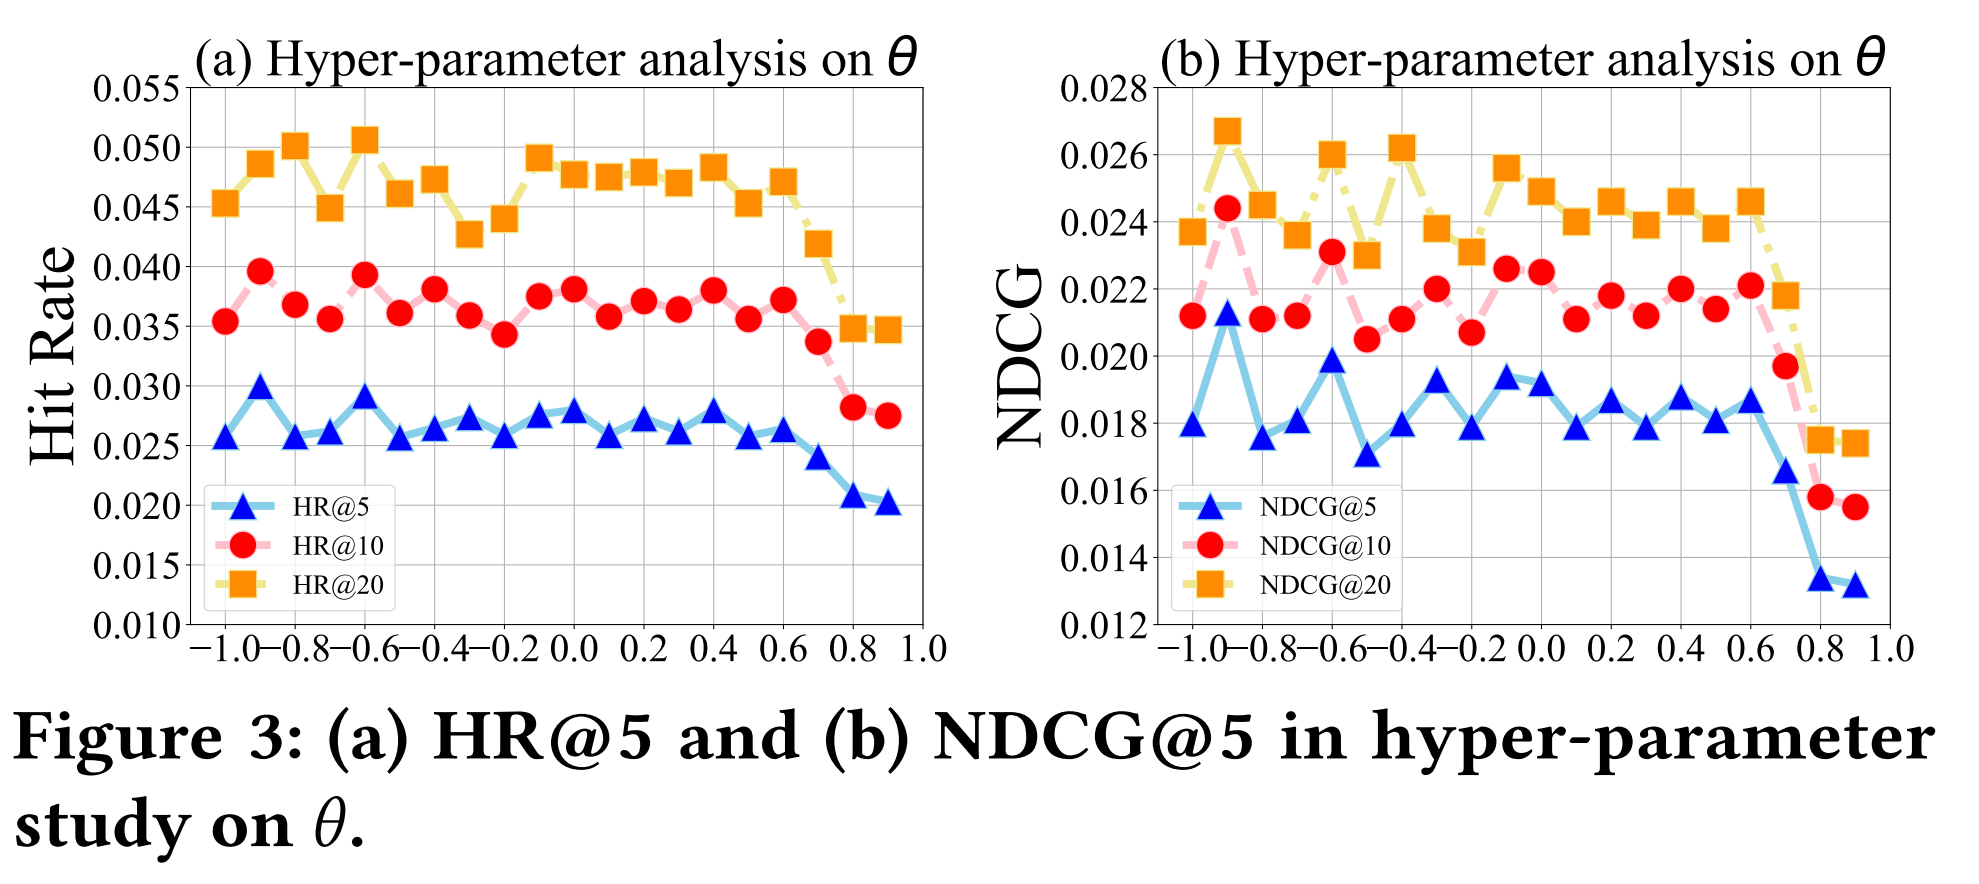 (a) Hyper-parameter analysis on θ
Hit Rate
0.055
0.050
0.045
0.040
0.035
0.030
0.025
0.020
0.015
0.010
HR@5
HR@10
HR@20
−1.0 −0.8 −0.6 −0.4 −0.2 0.0 0.2 0.4 0.6 0.8 1.0
(b) Hyper-parameter analysis on θ
NDCG
0.028
0.026
0.024
0.022
0.020
0.018
0.016
0.014
0.012
NDCG@5
NDCG@10
NDCG@20
−1.0 −0.8 −0.6 −0.4 −0.2 0.0 0.2 0.4 0.6 0.8 1.0
Figure 3: (a) HR@5 and (b) NDCG@5 in hyper-parameter
study on θ.